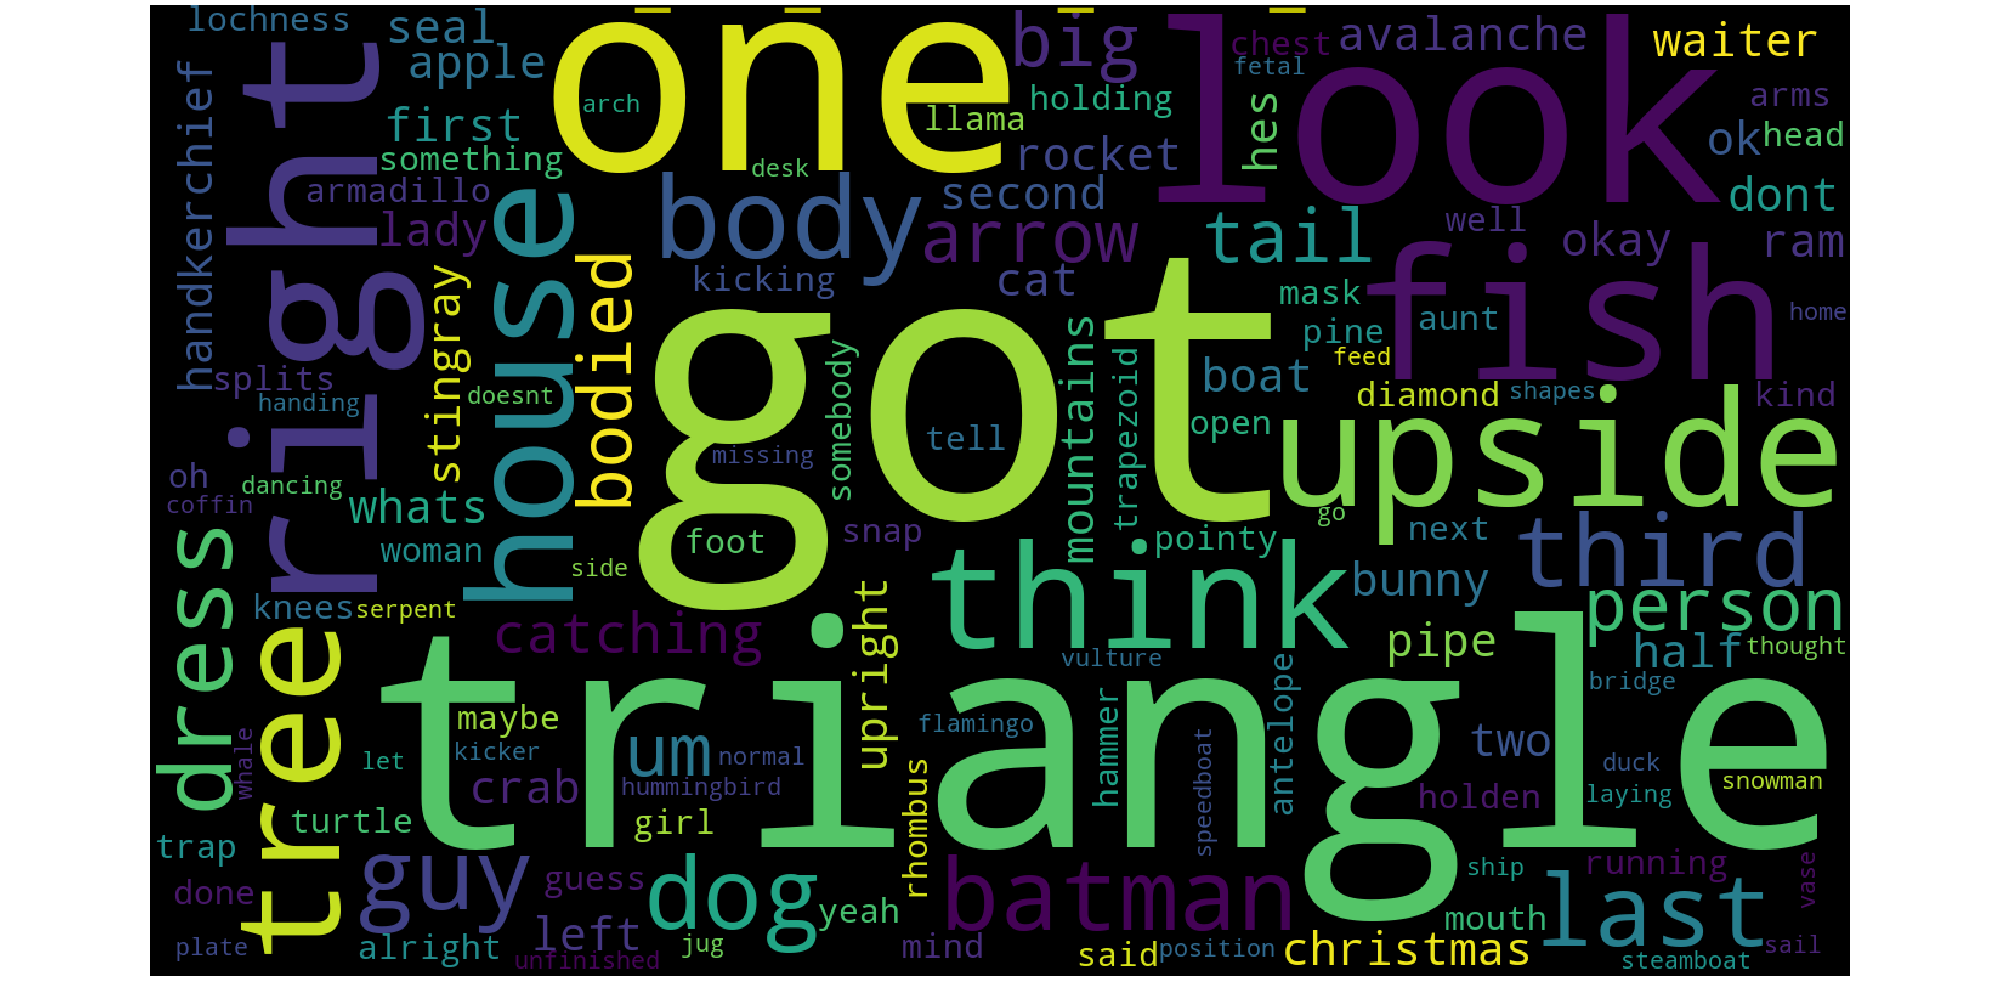 lochness
seal
one
big
look
chest
avalanche
waiter
apple
fetal
handkerchief
right
arch
llama
holding
hes
arms
first
something
desk
rocket
ok
head
armadillo
lady
house
body
second
arrow
tail
well
dont
okay
ram
stingray
bodied
kicking
cat
mask
fish
home
got
pine
aunt
splits
handing
doesnt
somebody
mountains
trapezoid
boat
feed
diamond
shapes
kind
tell
open
upside
oh
coffin
dancing
missing
whats
woman
foot
snap
go
pointy
next
third
dress
side
think
bunny
person
knees
serpent
tree
catching
upright
vulture
antelope
pipe
half
thought
bridge
triangle
whale
maybe
let
kicker
um
normal
flamingo
hammer
speedboat
two
duck
snowman
crab
hummingbird
holden
laying
turtle
girl
rhombus
trap
guy
guess
dog
batman
ship
running
vase
done
yeah
last
left
mouth
plate
alright
unfinished
jug
mind
said
position
christmas
steamboat
sail